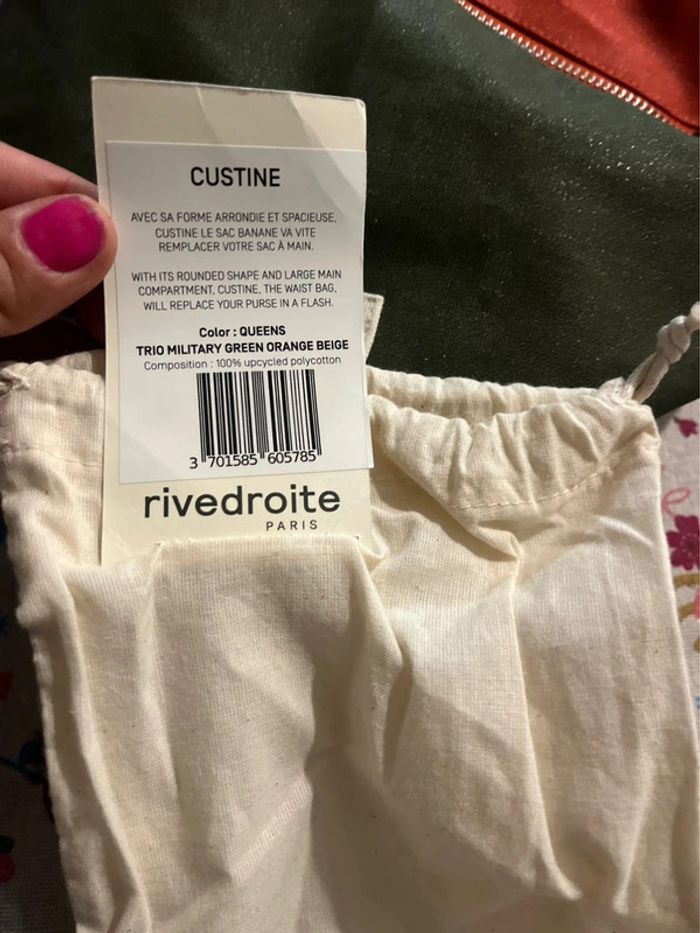 CUSTINE
AVEC SA FORME ARRONDIE ET SPACIEUSE,
CUSTINE LE SAC BANANE VA VITE
REMPLACER VOTRE SAC À MAIN.
WITH ITS ROUNDED SHAPE AND LARGE MAIN
COMPARTMENT, CUSTINE, THE WAIST BAG,
WILL REPLACE YOUR PURSE IN A FLASH.
Color : QUEENS
TRIO MILITARY GREEN ORANGE BEIGE
Composition : 100% upcycled polycotton
3 701585 605785
rivedroite
PARIS